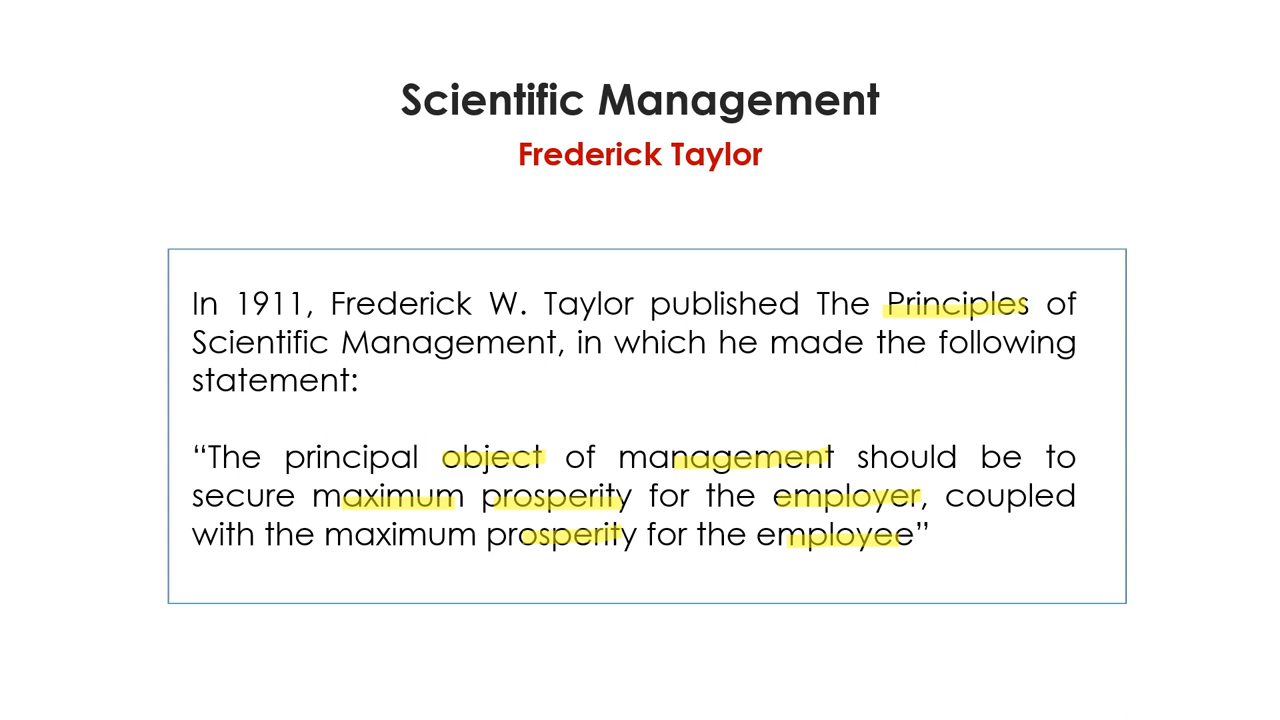 Scientific Management
Frederick Taylor
In 1911, Frederick W. Taylor published The Principles of
Scientific Management, in which he made the following
statement:
“The principal object of management should be to
secure maximum prosperity for the employer, coupled
with the maximum prosperity for the employee”